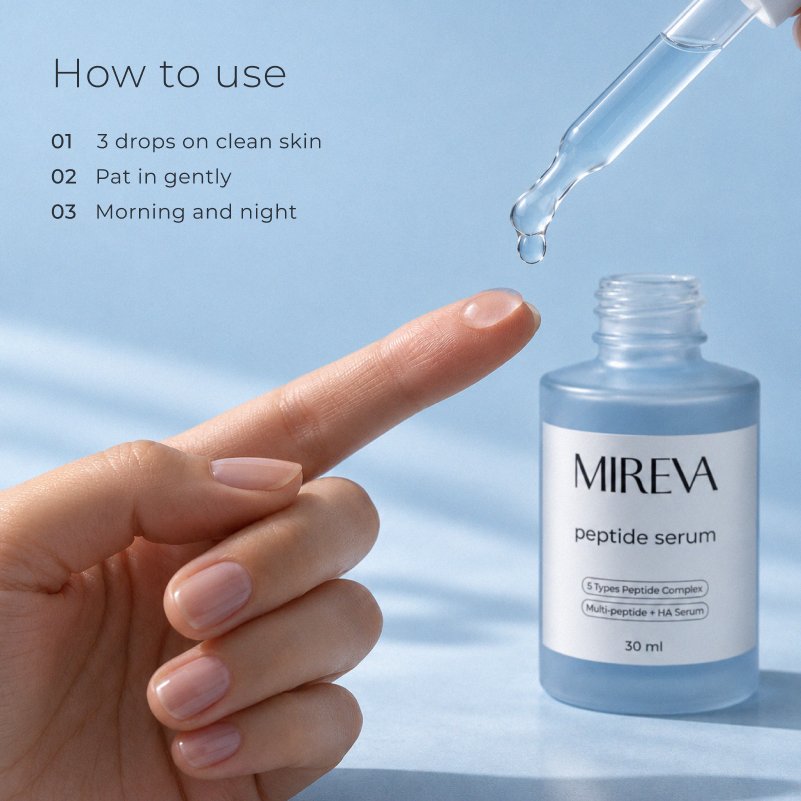 How to use
01 3 drops on clean skin
02 Pat in gently
03 Morning and night
MIREVA
peptide serum
5 Types Peptide Complex
Multi-peptide + HA Serum
30 ml